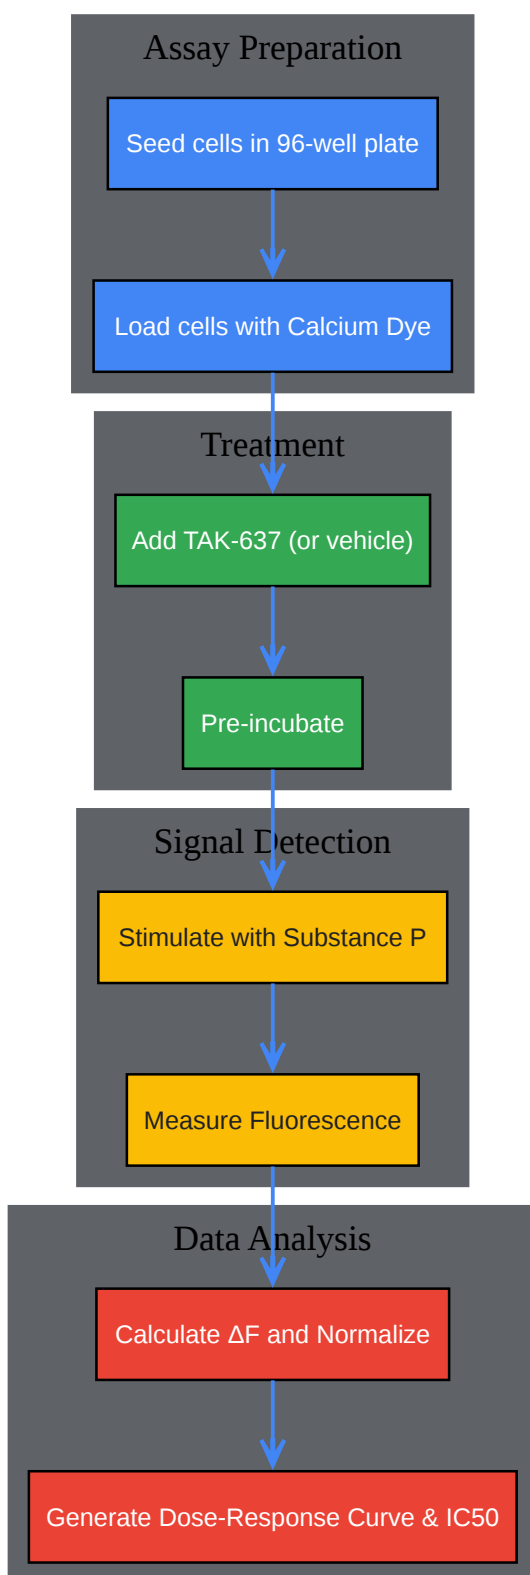 Assay Preparation
Seed cells in 96-well plate
Load cells with Calcium Dye
Treatment
Add TAK-637 (or vehicle)
Pre-incubate
Signal Detection
Stimulate with Substance P
Measure Fluorescence
Data Analysis
Calculate ΔF and Normalize
Generate Dose-Response Curve & IC50